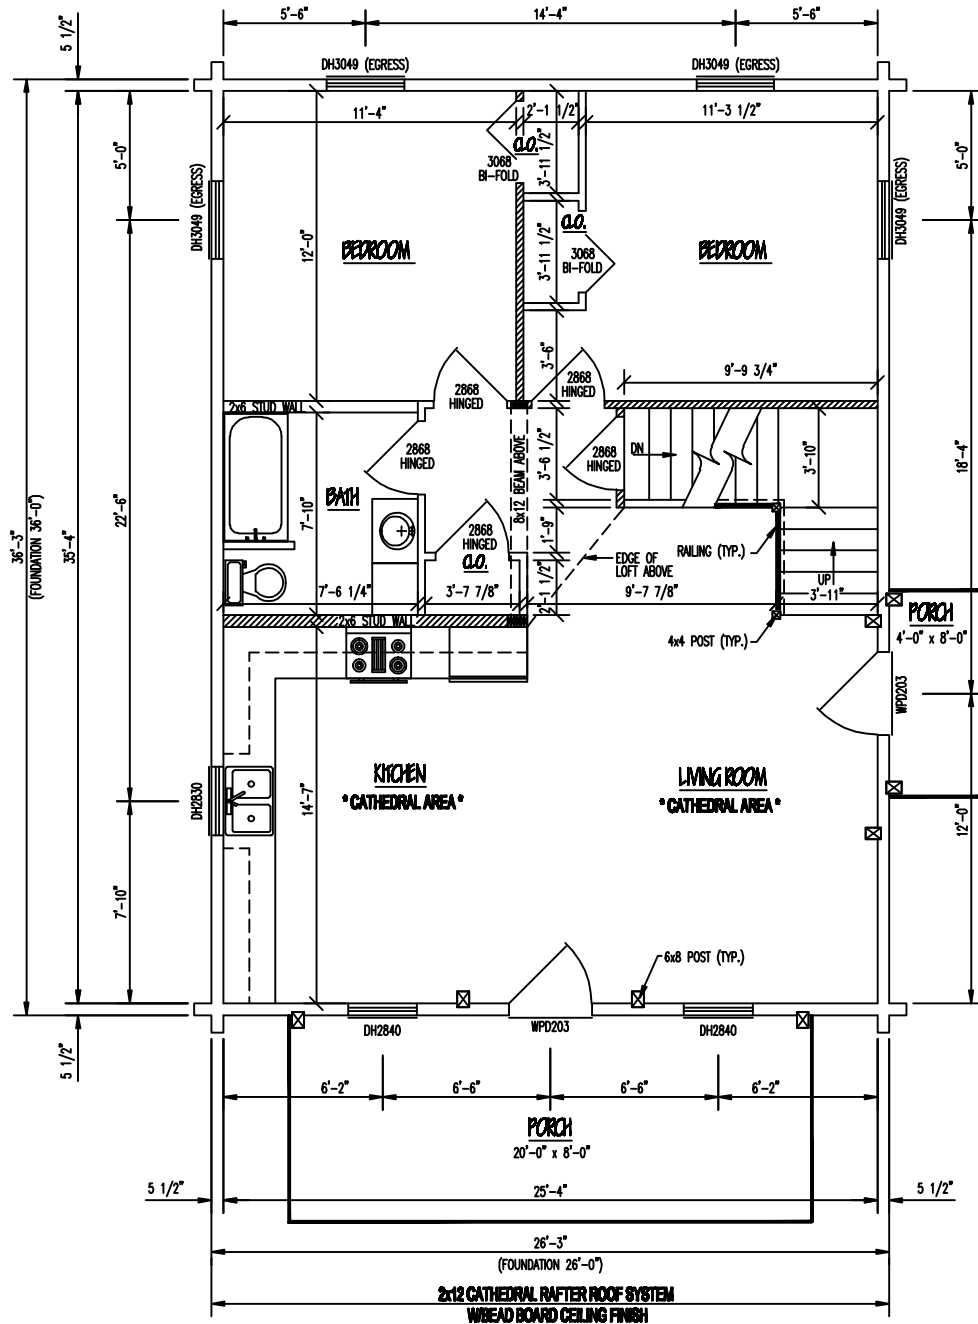 5'-6"
14'-4"
5'-6"
5 1/2"
DH3049 (EGRESS)
DH3049 (EGRESS)
11'-4"
2'-1 1/2"
11'-3 1/2"
5'-0"
DH3049 (EGRESS)
CLO.
3068
BI-FOLD
3'-11 1/2"
5'-0"
DH3049 (EGRESS)
12'-0"
BEDROOM
CLO.
3'-11 1/2"
3068
BI-FOLD
BEDROOM
3'-6"
9'-9 3/4"
2868
HINGED
2868
HINGED
2x6 STUD WALL
2868
HINGED
8x12 BEAM ABOVE
3'-6 1/2"
2868
HINGED
DN
3'-10"
18'-4"
36'-3"
(FOUNDATION 36'-0")
35'-4"
22'-6"
BATH
7'-10"
2868
HINGED
CLO.
1'-9"
EDGE OF
LOFT ABOVE
RAILING (TYP.)
UP
7'-6 1/4"
3'-7 7/8"
2'-1 1/2"
9'-7 7/8"
3'-11"
2x6 STUD WALL
4x4 POST (TYP.)
PORCH
4'-0" x 8'-0"
WPD203
KITCHEN
* CATHEDRAL AREA *
LIVING ROOM
* CATHEDRAL AREA *
DH2830
14'-7"
12'-0"
7'-10"
6x8 POST (TYP.)
DH2840
WPD203
DH2840
5 1/2"
6'-2"
6'-6"
6'-6"
6'-2"
PORCH
20'-0" x 8'-0"
5 1/2"
25'-4"
5 1/2"
26'-3"
(FOUNDATION 26'-0")
2x12 CATHEDRAL RAFTER ROOF SYSTEM
W/BEAD BOARD CEILING FINISH